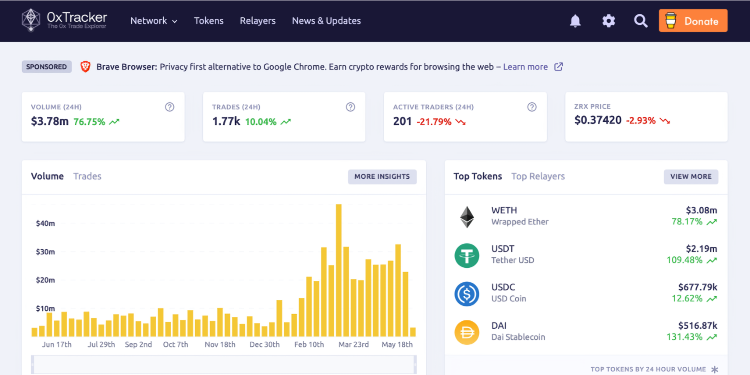 0xTracker
The 0x Trade Explorer
Network
Tokens
Relayers
News & Updates
Donate
SPONSORED
Brave Browser: Privacy first alternative to Google Chrome. Earn crypto rewards for browsing the web – Learn more
VOLUME (24H)
$3.78m 76.75%
TRADES (24H)
1.77k 10.04%
ACTIVE TRADERS (24H)
201 -21.79%
ZRX PRICE
$0.37420 -2.93%
Volume
Trades
MORE INSIGHTS
$40m
$30m
$20m
$10m
Jun 17th
Jul 29th
Sep 2nd
Oct 7th
Nov 18th
Dec 30th
Feb 10th
Mar 23rd
May 18th
Top Tokens
Top Relayers
VIEW MORE
WETH $3.08m
Wrapped Ether 78.17%
USDT $2.19m
Tether USD 109.48%
USDC $677.79k
USD Coin 12.62%
DAI $516.87k
Dai Stablecoin 131.43%
TOP TOKENS BY 24 HOUR VOLUME